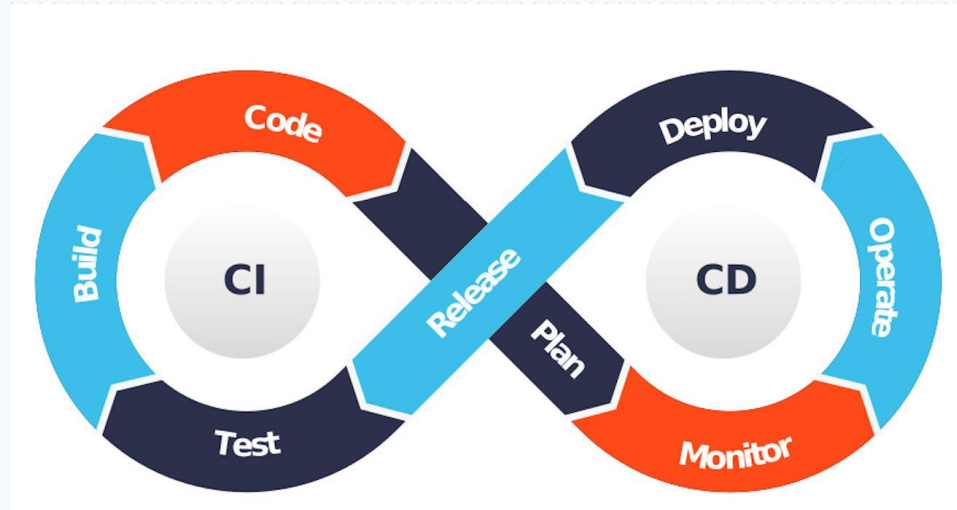 Code
Deploy
Build
CI
Release
CD
Operate
Plan
Test
Monitor